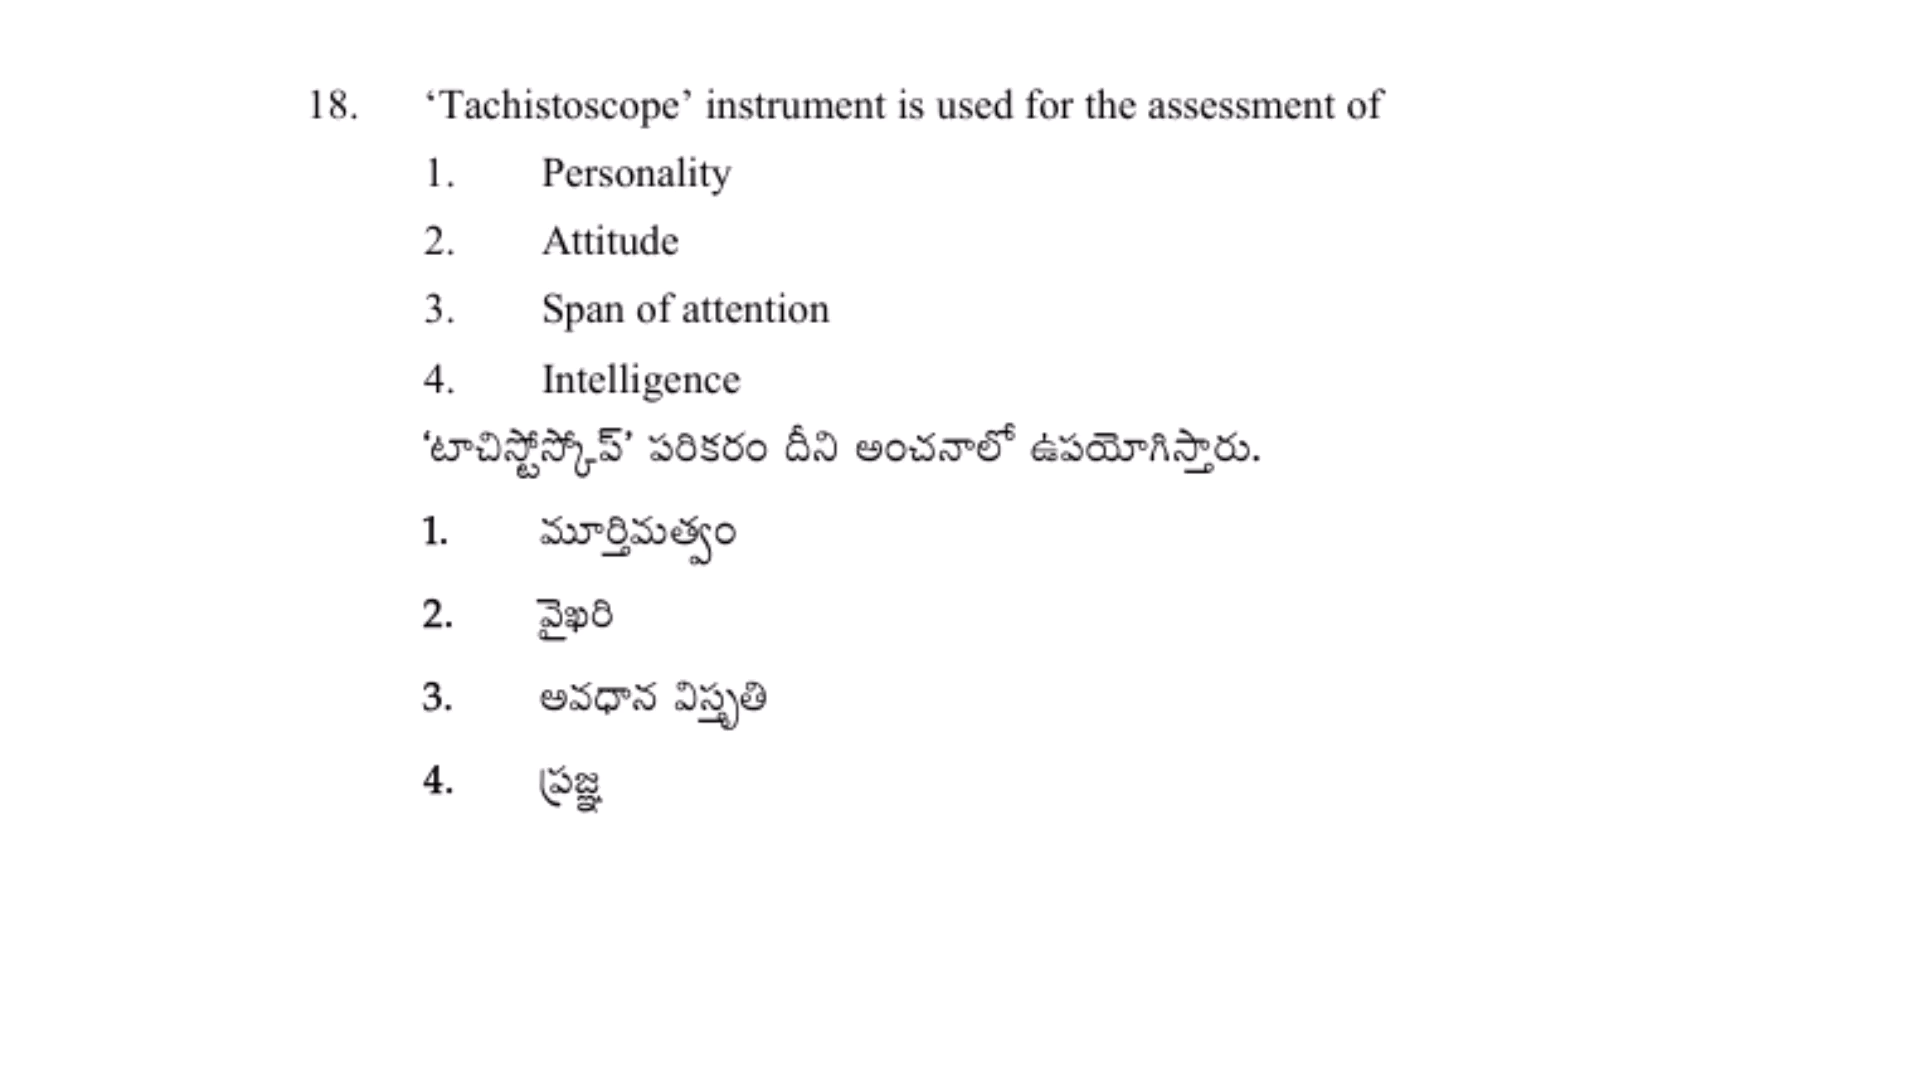 18. ‘Tachistoscope’ instrument is used for the assessment of
1. Personality
2. Attitude
3. Span of attention
4. Intelligence
‘టాచిస్టోస్కోప్’ పరికరం దీని అంచనాలో ఉపయోగిస్తారు.
1. మూర్తిమత్వం
2. వైఖరి
3. అవధాన విస్తృతి
4. ప్రజ్ఞ